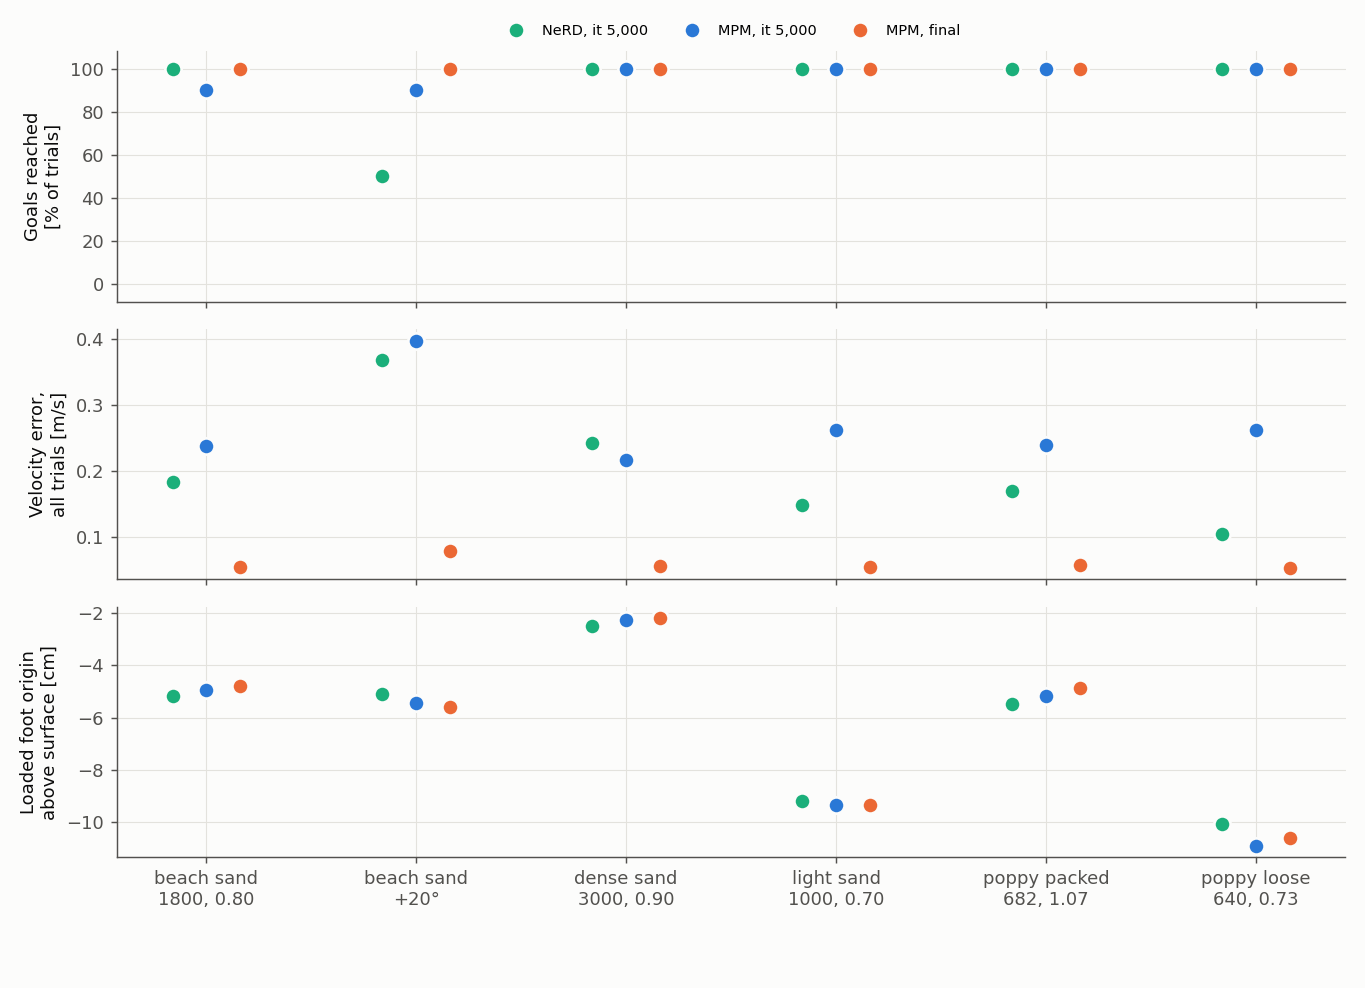 NeRD, it 5,000
MPM, it 5,000
MPM, final
Goals reached
[% of trials]
100
80
60
40
20
0
Velocity error,
all trials [m/s]
0.4
0.3
0.2
0.1
Loaded foot origin
above surface [cm]
−2
−4
−6
−8
−10
beach sand
1800, 0.80
beach sand
+20°
dense sand
3000, 0.90
light sand
1000, 0.70
poppy packed
682, 1.07
poppy loose
640, 0.73